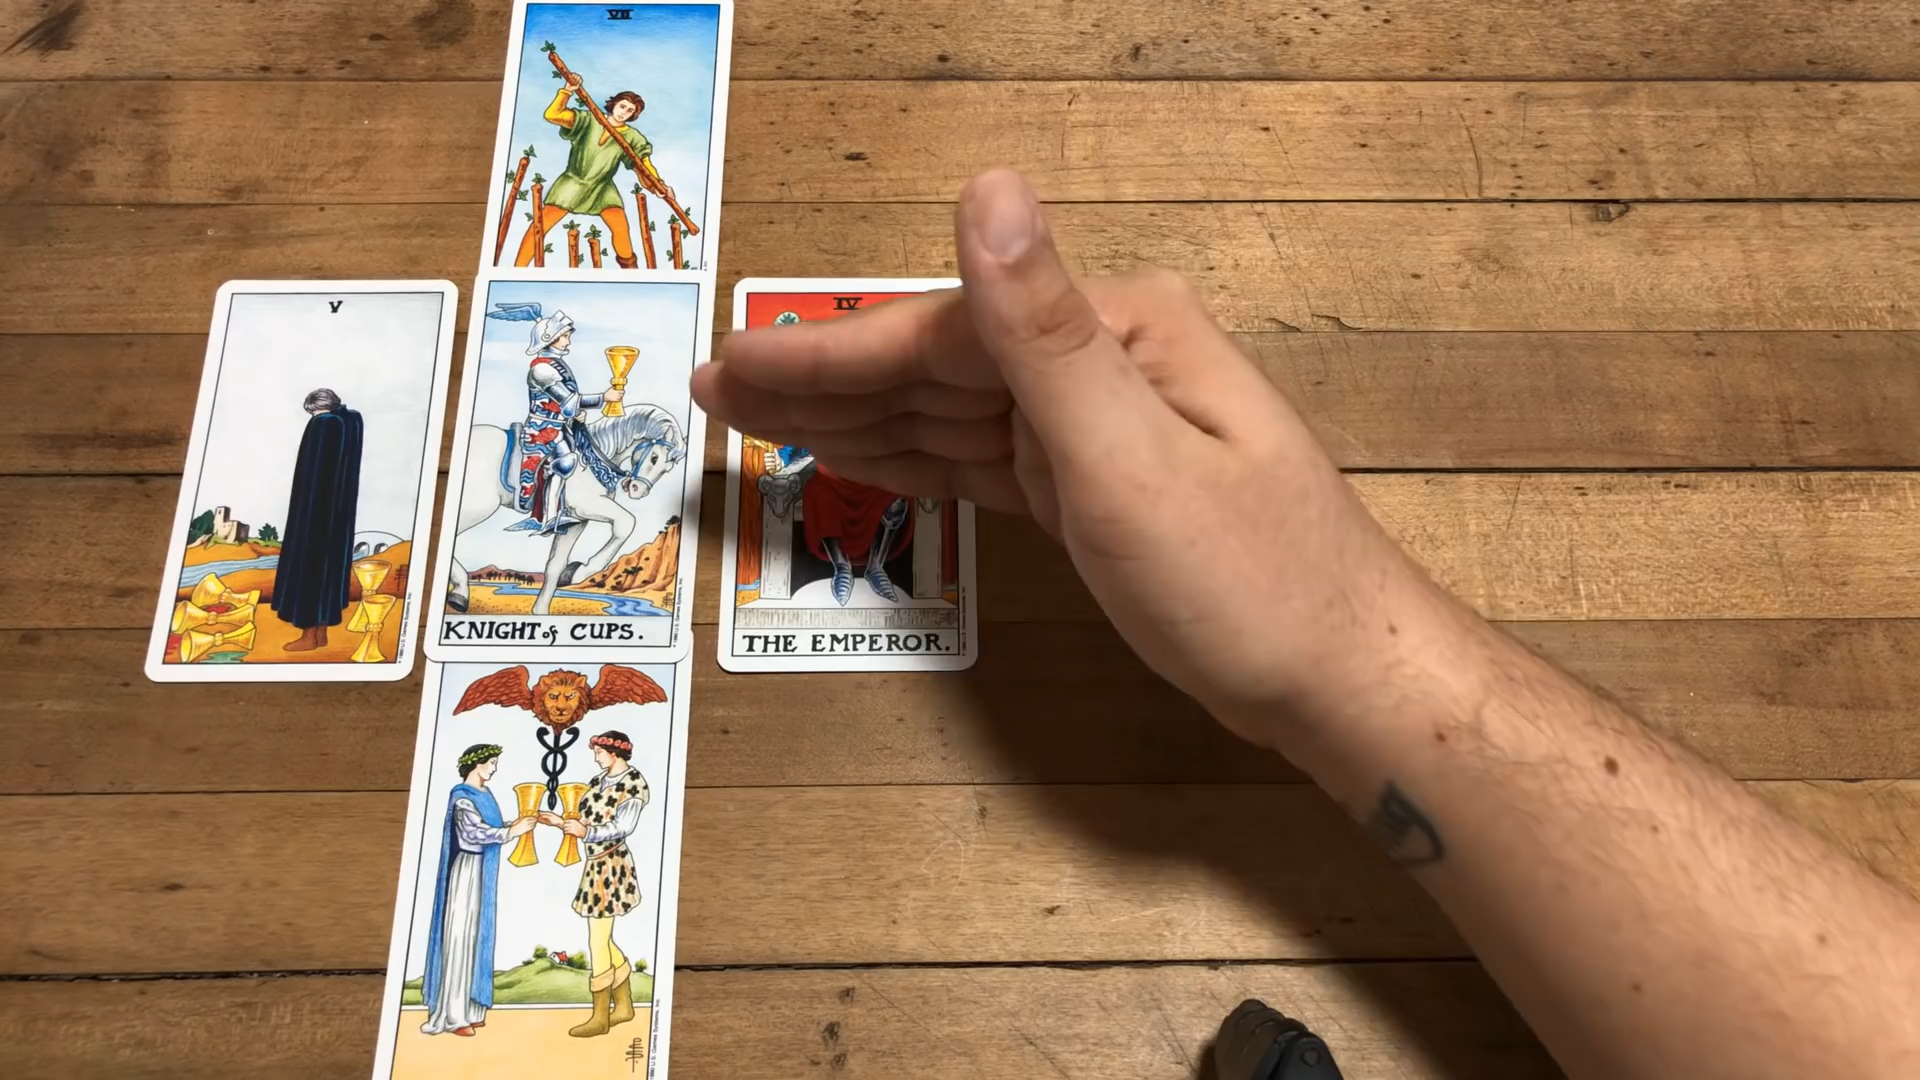 VII
V
IV
KNIGHT of CUPS.
THE EMPEROR.